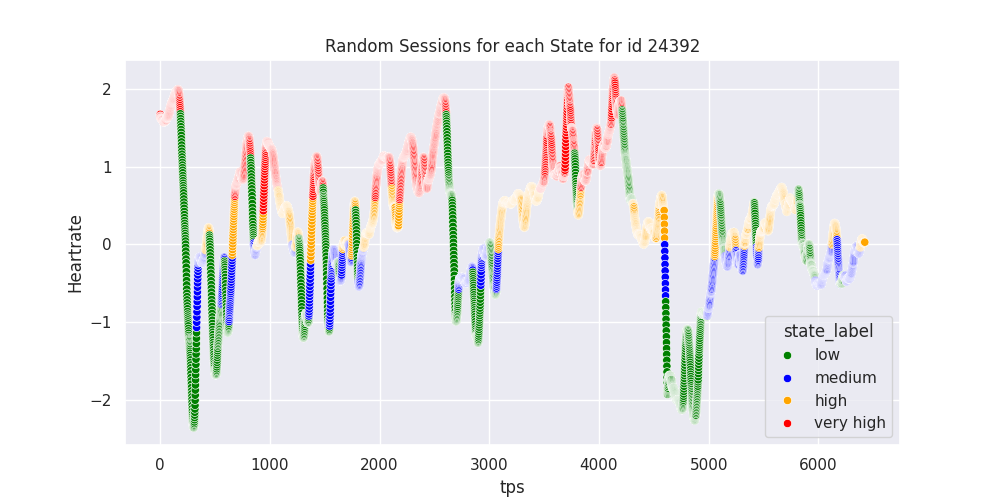 Random Sessions for each State for id 24392
Heartrate
2
1
0
−1
−2
0
1000
2000
3000
4000
5000
6000
tps
state_label
low
medium
high
very high